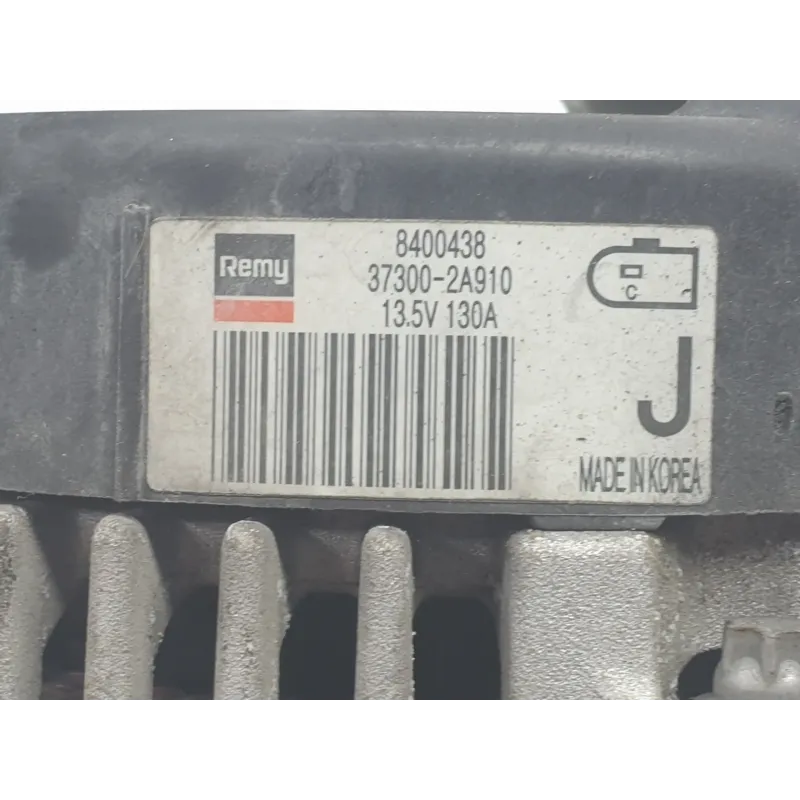 Remy
8400438
37300-2A910
13.5V 130A
C
J
MADE IN KOREA